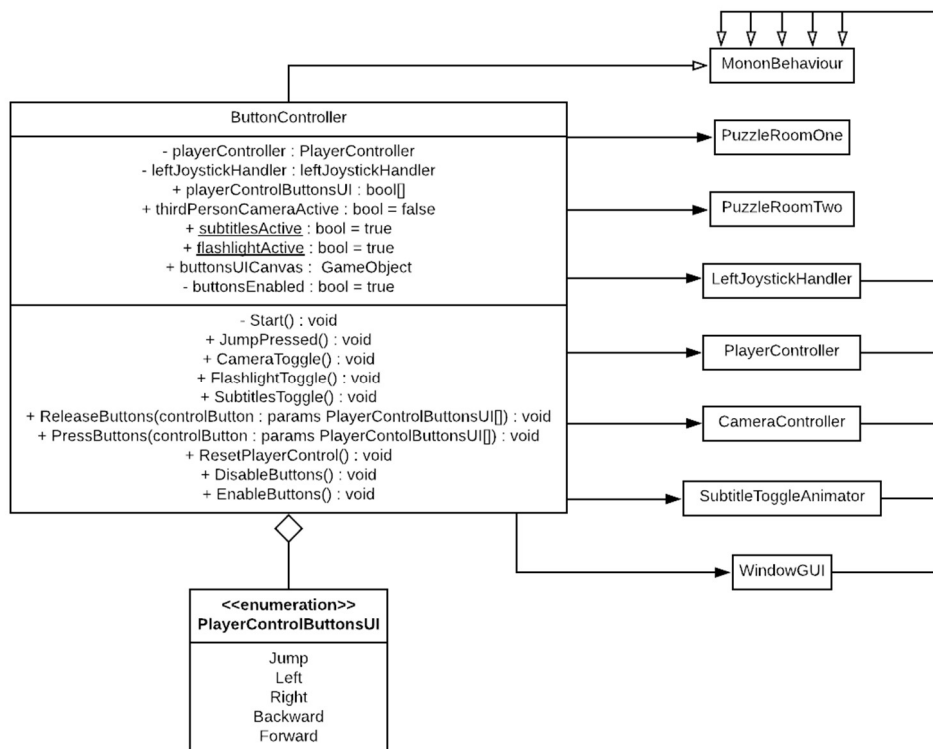 MononBehaviour
ButtonController
- playerController : PlayerController
- leftJoystickHandler : leftJoystickHandler
+ playerControlButtonsUI : bool[]
+ thirdPersonCameraActive : bool = false
+ subtitlesActive : bool = true
+ flashlightActive : bool = true
+ buttonsUICanvas : GameObject
- buttonsEnabled : bool = true
- Start() : void
+ JumpPressed() : void
+ CameraToggle() : void
+ FlashlightToggle() : void
+ SubtitlesToggle() : void
+ ReleaseButtons(controlButton : params PlayerControlButtonsUI[]) : void
+ PressButtons(controlButton : params PlayerContolButtonsUI[]) : void
+ ResetPlayerControl() : void
+ DisableButtons() : void
+ EnableButtons() : void
PuzzleRoomOne
PuzzleRoomTwo
LeftJoystickHandler
PlayerController
CameraController
SubtitleToggleAnimator
WindowGUI
<<enumeration>>
PlayerControlButtonsUI
Jump
Left
Right
Backward
Forward